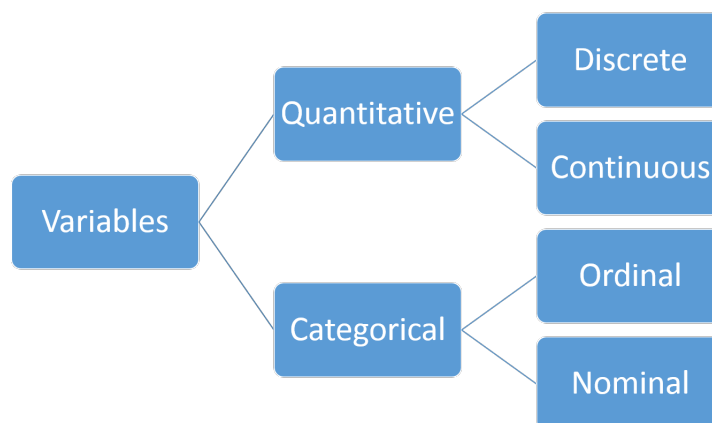 Variables
Quantitative
Discrete
Continuous
Categorical
Ordinal
Nominal